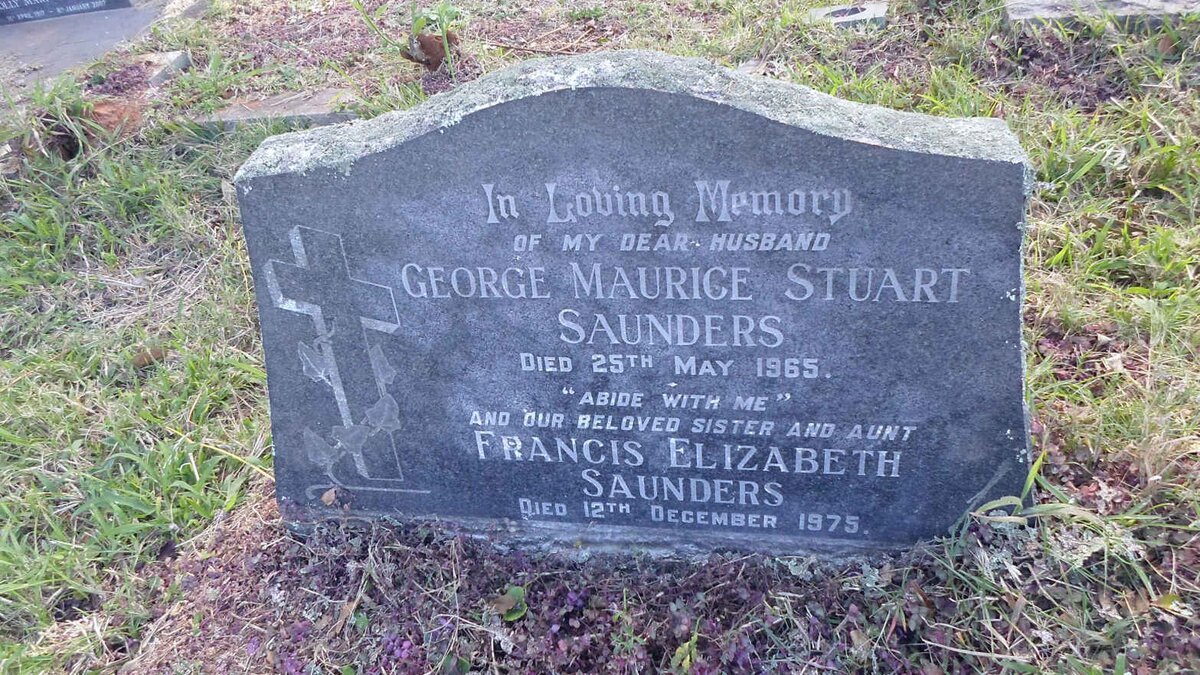 In Loving Memory
OF MY DEAR HUSBAND
GEORGE MAURICE STUART
SAUNDERS
DIED 25TH MAY 1965.
"ABIDE WITH ME"
AND OUR BELOVED SISTER AND AUNT
FRANCIS ELIZABETH
SAUNDERS
DIED 12TH DECEMBER 1975.